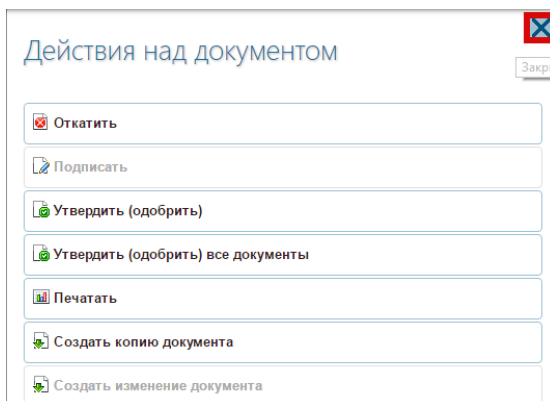 Действия над документом
Откатить
Подписать
Утвердить (одобрить)
Утвердить (одобрить) все документы
Печатать
Создать копию документа
Создать изменение документа